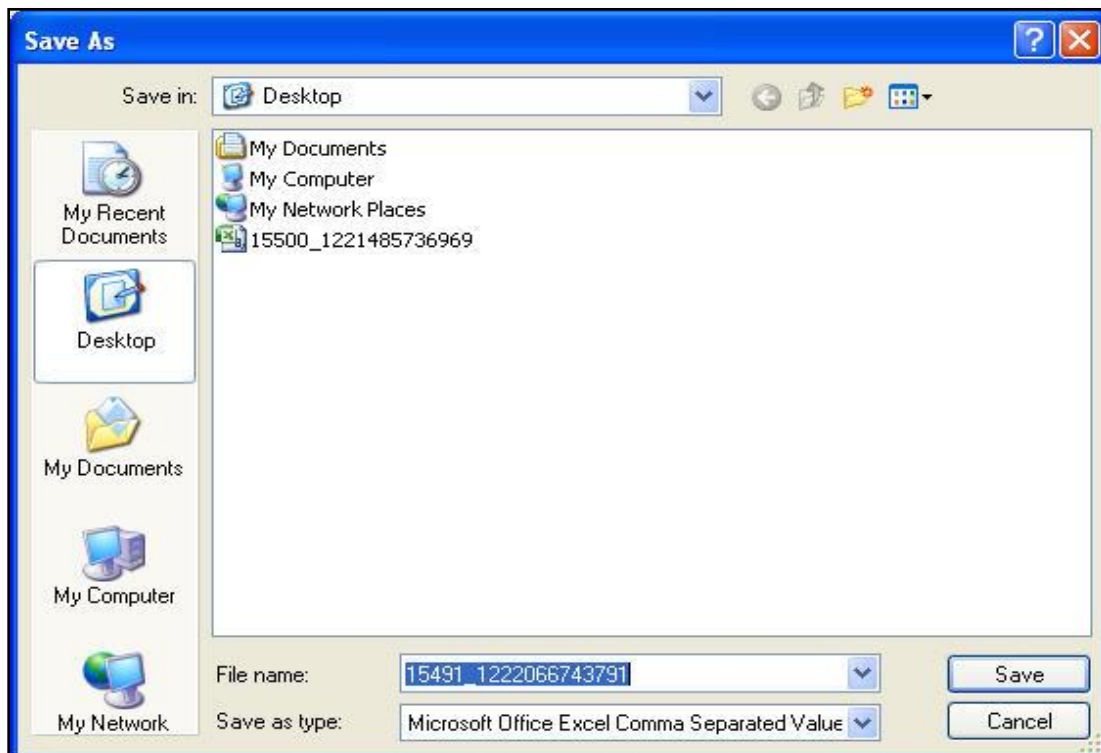 Save As
Save in:
Desktop
My Recent
Documents
Desktop
My Documents
My Computer
My Network
My Documents
My Computer
My Network Places
15500_1221485736969
File name:
15491_1222066743791
Save
Save as type:
Microsoft Office Excel Comma Separated Value
Cancel